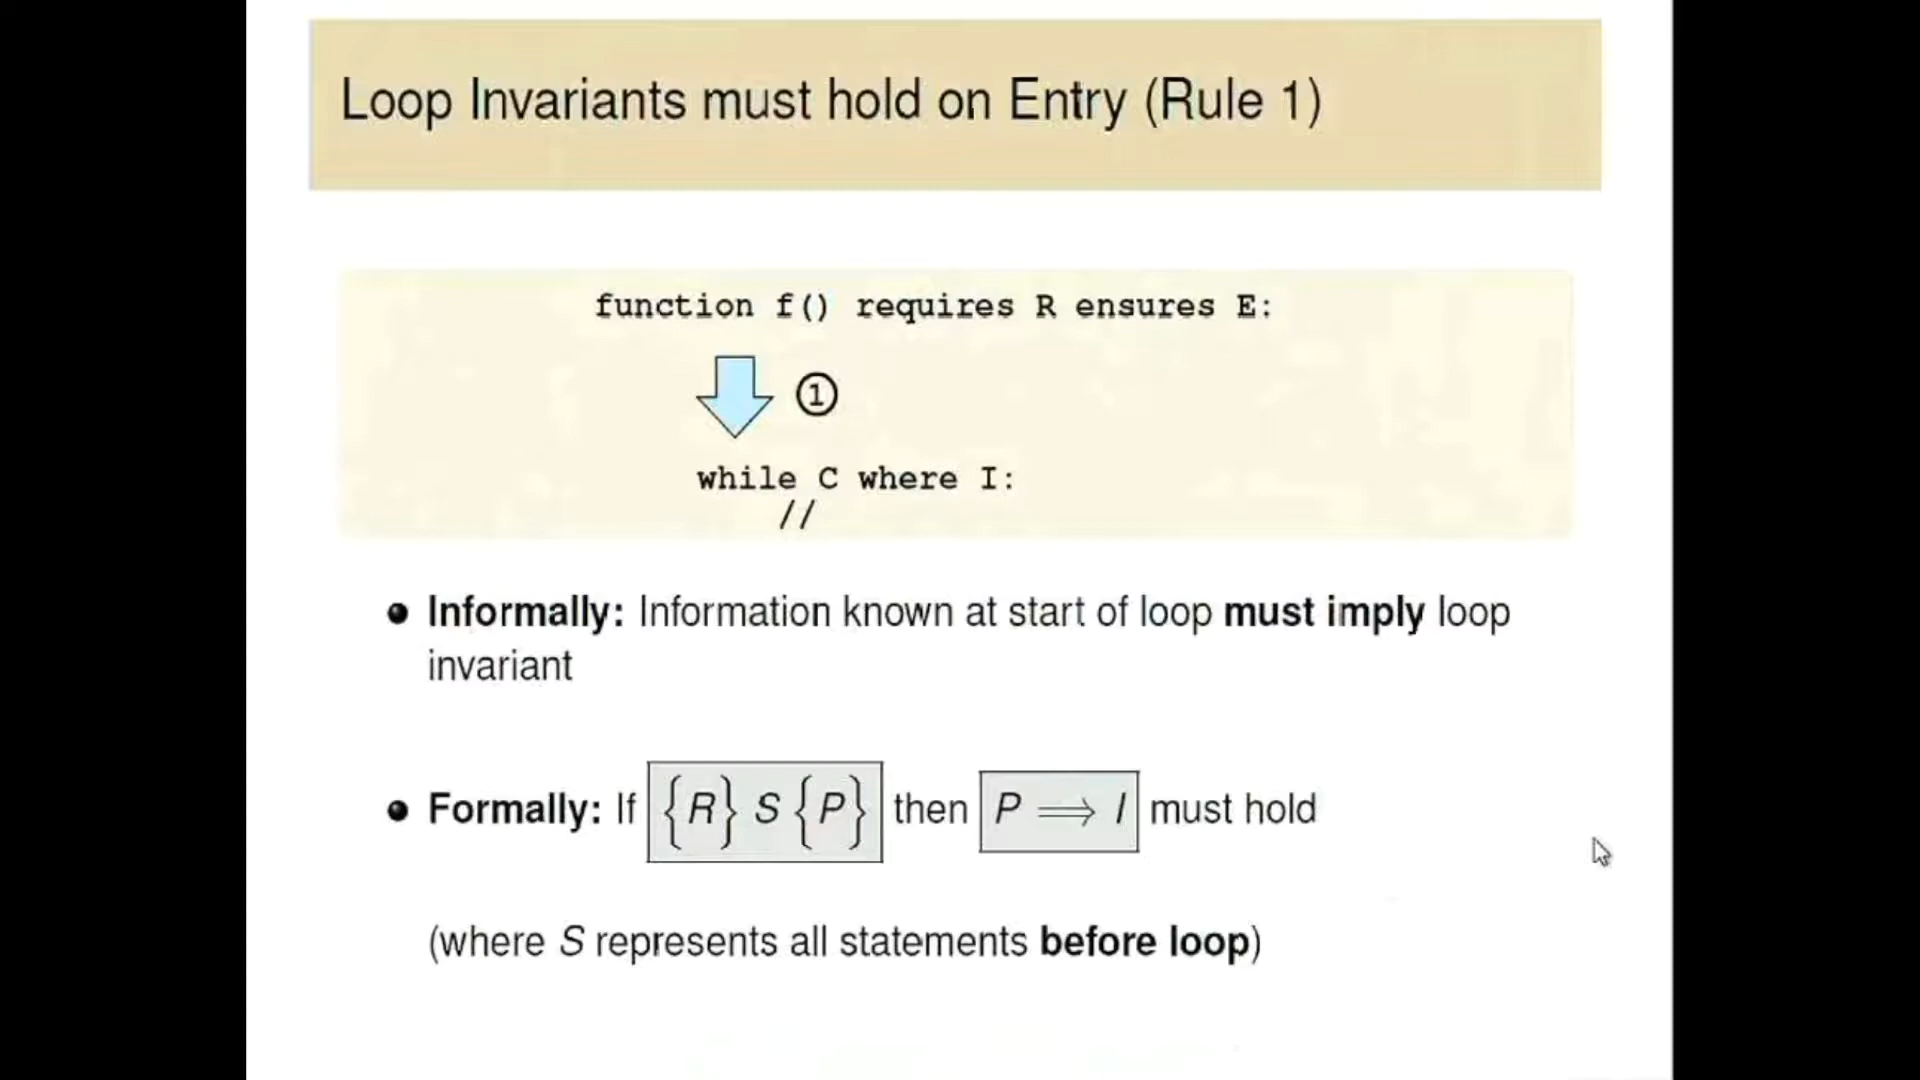 Loop Invariants must hold on Entry (Rule 1)
function f() requires R ensures E:
①
while C where I:
//
Informally: Information known at start of loop must imply loop
invariant
Formally: If {R} S {P} then P ⟹ I must hold
(where S represents all statements before loop)